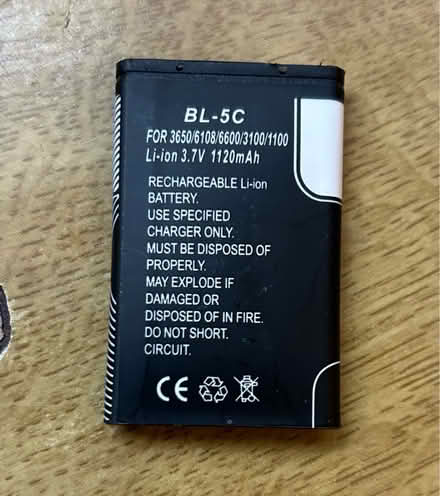 BL-5C
FOR 3650/6108/6600/3100/1100
Li-ion 3.7V 1120mAh
RECHARGEABLE Li-ion
BATTERY.
USE SPECIFIED
CHARGER ONLY.
MUST BE DISPOSED OF
PROPERLY.
MAY EXPLODE IF
DAMAGED OR
DISPOSED OF IN FIRE.
DO NOT SHORT.
CIRCUIT.
CE